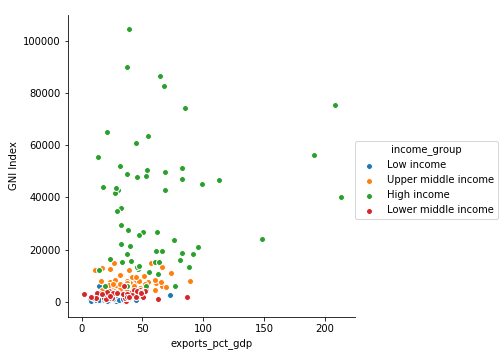 100000
80000
60000
40000
20000
0
GNI Index
0
50
100
150
200
exports_pct_gdp
income_group
Low income
Upper middle income
High income
Lower middle income